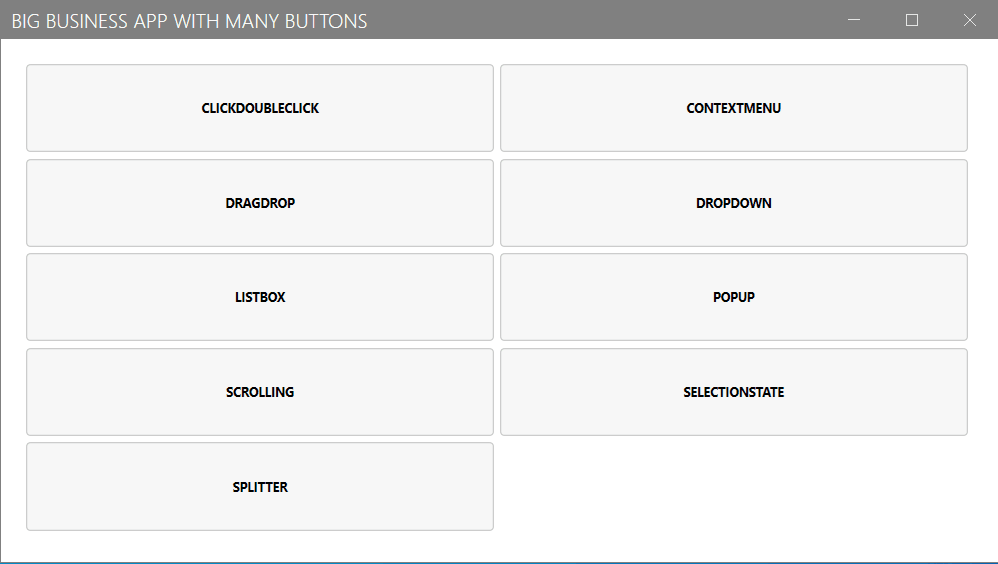 BIG BUSINESS APP WITH MANY BUTTONS
CLICKDOUBLECLICK
CONTEXTMENU
DRAGDROP
DROPDOWN
LISTBOX
POPUP
SCROLLING
SELECTIONSTATE
SPLITTER